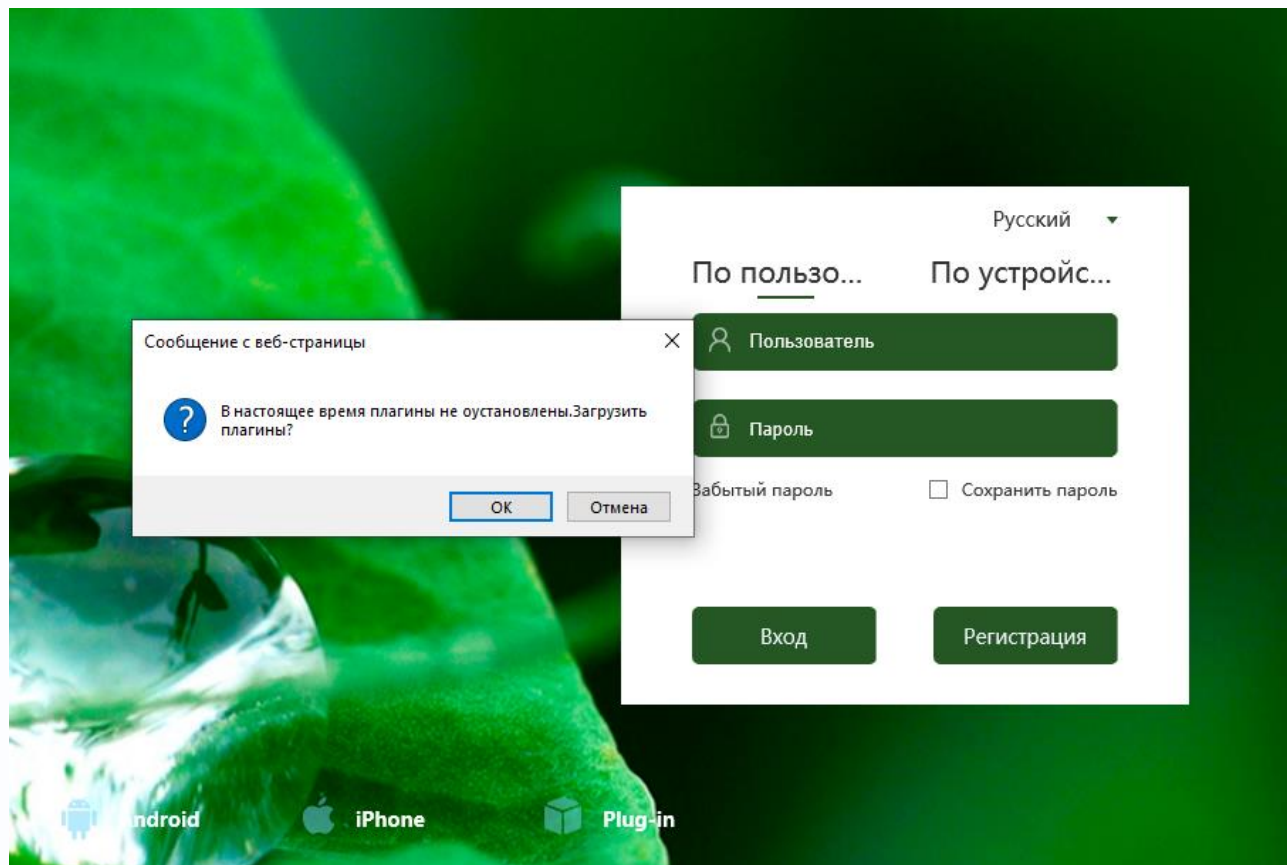 Русский
По пользо...
По устройс...
Сообщение с веб-страницы
Пользователь
В настоящее время плагины не оустановлены.Загрузить
плагины?
Пароль
Забытый пароль
Сохранить пароль
ОК
Отмена
Вход
Регистрация
Android
iPhone
Plug-in